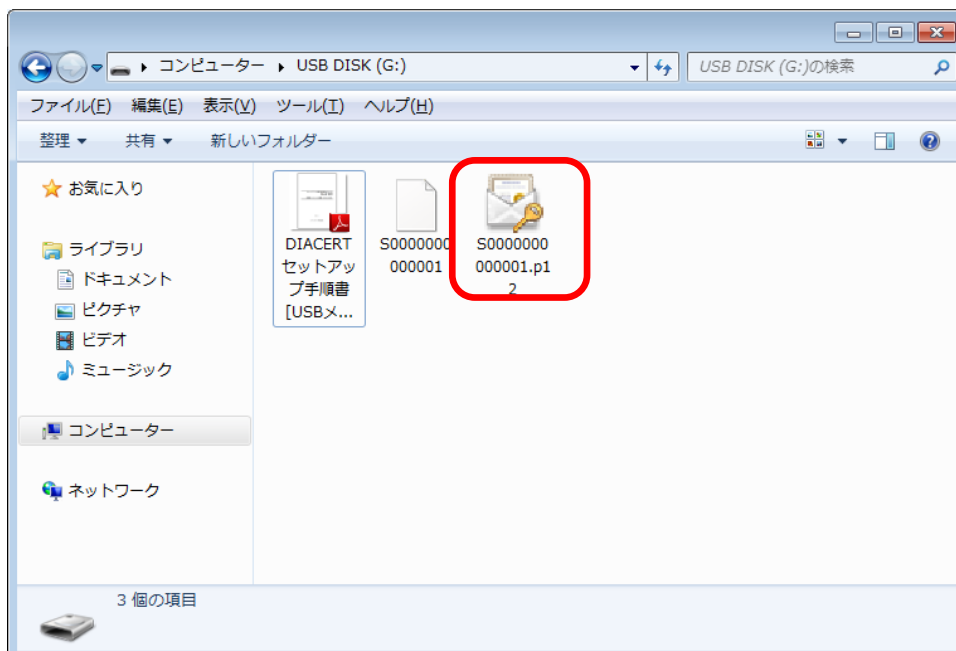 コンピューター ▸ USB DISK (G:)
USB DISK (G:)の検索
ファイル(F) 編集(E) 表示(V) ツール(T) ヘルプ(H)
整理 共有 新しいフォルダー
お気に入り
ライブラリ
ドキュメント
ピクチャ
ビデオ
ミュージック
コンピューター
ネットワーク
DIACERT
セットアッ
プ手順書
[USBメ...
S0000000
000001
S0000000
000001.p1
2
3 個の項目